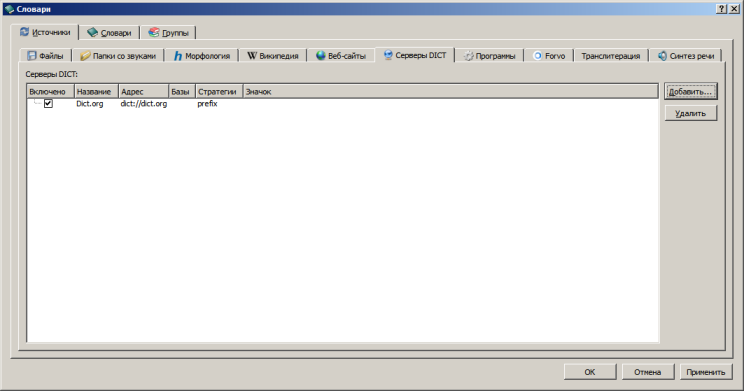 Словари
Источники Словари Группы
Файлы Папки со звуками Морфология Википедия Веб-сайты Серверы DICT Программы Forvo Транслитерация Синтез речи
Серверы DICT:
Включено Название Адрес Базы Стратегии Значок Добавить...
Dict.org dict://dict.org prefix
Удалить
OK Отмена Применить